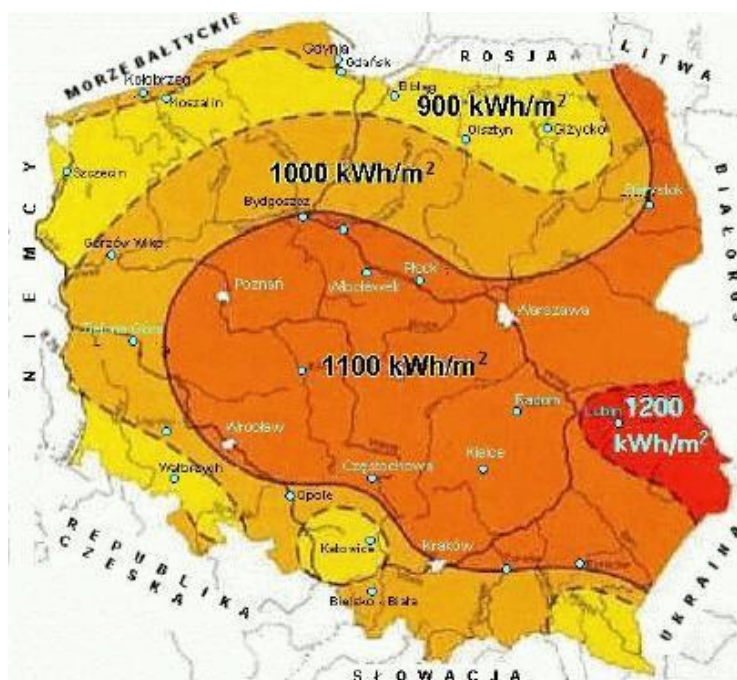 MORZE BAŁTYCKIE
ROSJA
LITWA
Gdynia
Gdańsk
Kołobrzeg
Koszalin
Elbląg
900 kWh/m²
Olsztyn
Giżycko
Szczecin
1000 kWh/m²
Białystok
BIAŁORUŚ
NIEMCY
Bydgoszcz
Gorzów Wlkp.
Płock
Poznań
Włocławek
Warszawa
Zielona Góra
1100 kWh/m²
Radom
Lublin
1200
kWh/m²
Wrocław
Kielce
Wałbrzych
Częstochowa
Opole
Katowice
Kraków
REPUBLIKA
CZESKA
Bielsko - Biała
UKRAINA
SŁOWACJA